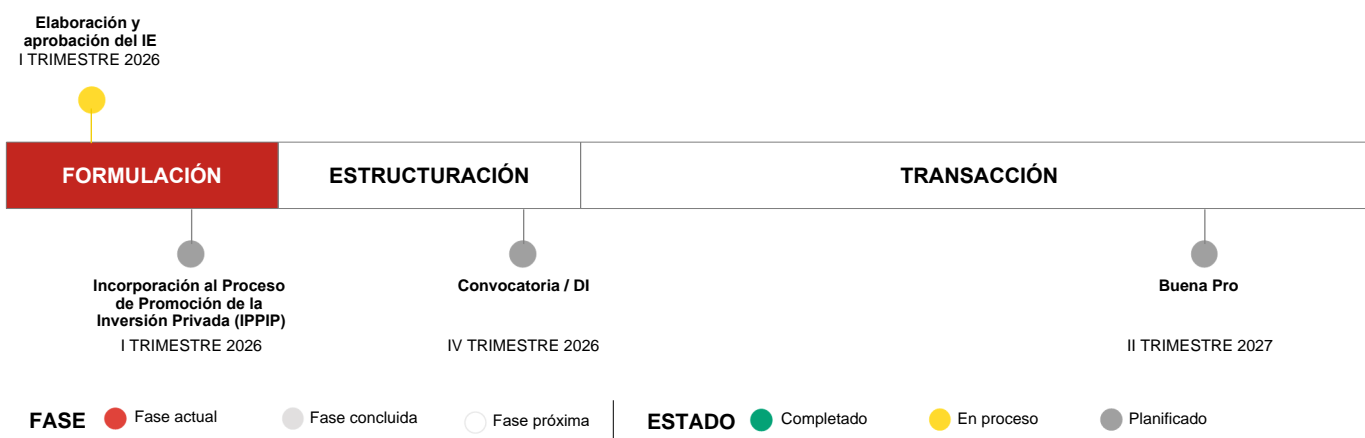 Elaboración y
aprobación del IE
I TRIMESTRE 2026
FORMULACIÓN
ESTRUCTURACIÓN
TRANSACCIÓN
Incorporación al Proceso
de Promoción de la
Inversión Privada (IPPIP)
I TRIMESTRE 2026
Convocatoria / DI
IV TRIMESTRE 2026
Buena Pro
II TRIMESTRE 2027
FASE
Fase actual
Fase concluida
Fase próxima
ESTADO
Completado
En proceso
Planificado